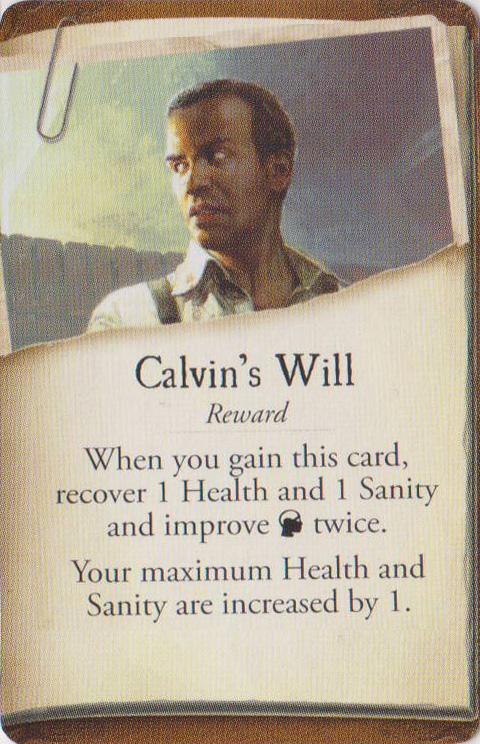 Calvin's Will
Reward
When you gain this card,
recover 1 Health and 1 Sanity
and improve twice.
Your maximum Health and
Sanity are increased by 1.